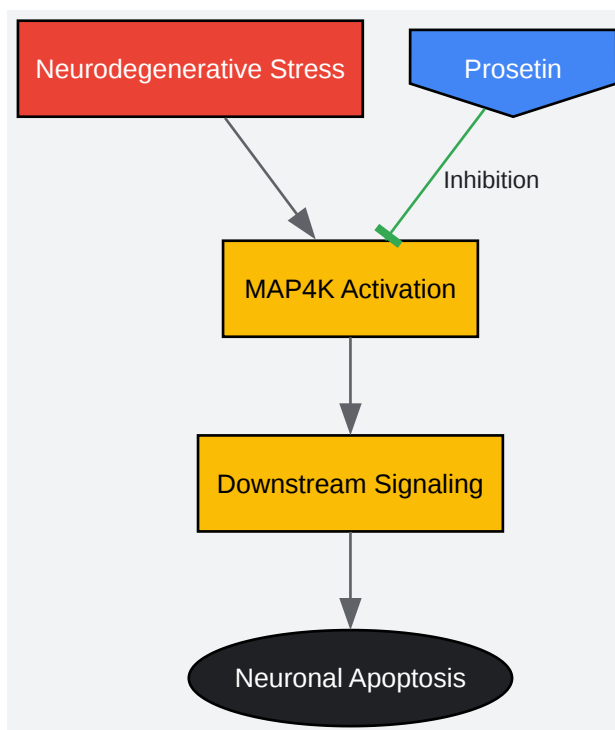 Neurodegenerative Stress
Prosetin
Inhibition
MAP4K Activation
Downstream Signaling
Neuronal Apoptosis